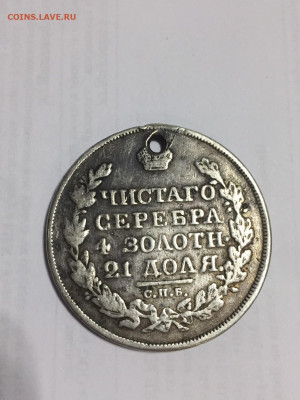 COINS.LAVE.RU
ЧИСТАГО
СЕРЕБРА
4 ЗОЛОТН.
21 ДОЛЯ.
С.П.Б.